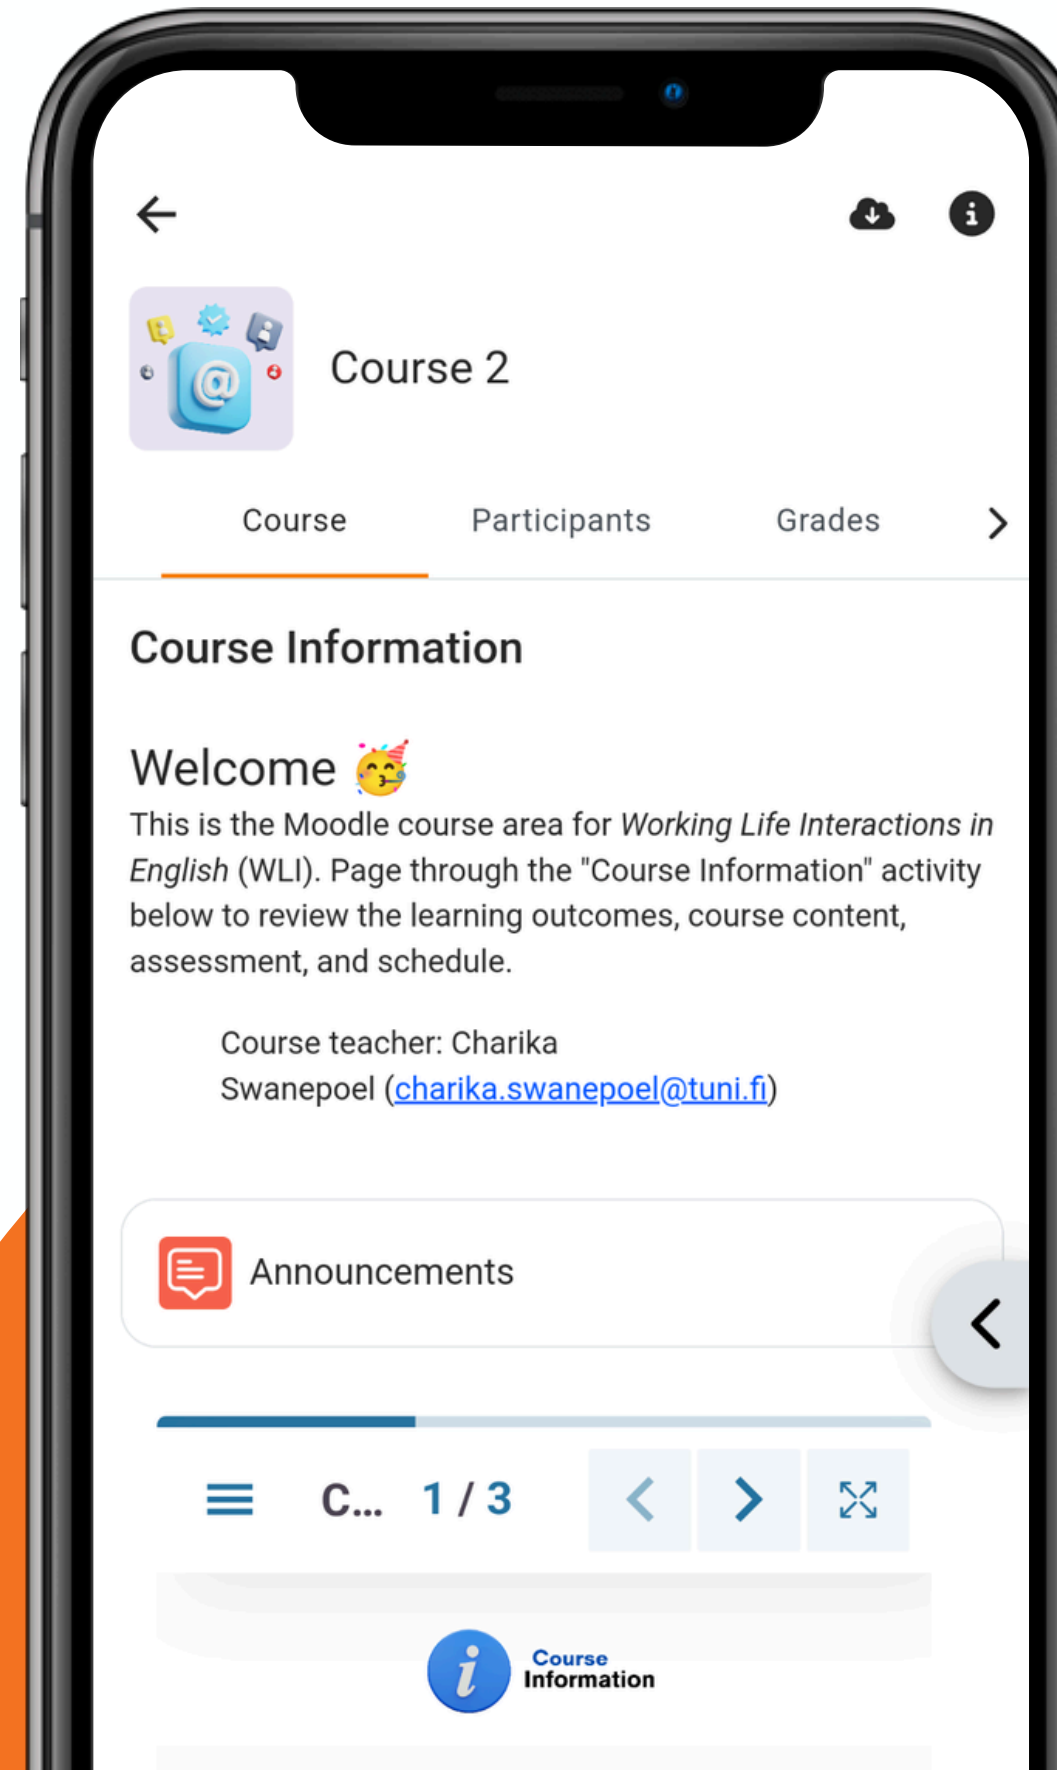 Course 2
Course Participants Grades
Course Information
Welcome 🥳
This is the Moodle course area for Working Life Interactions in
English (WLI). Page through the "Course Information" activity
below to review the learning outcomes, course content,
assessment, and schedule.
Course teacher: Charika
Swanepoel (charika.swanepoel@tuni.fi)
Announcements
C... 1 / 3
Course
Information